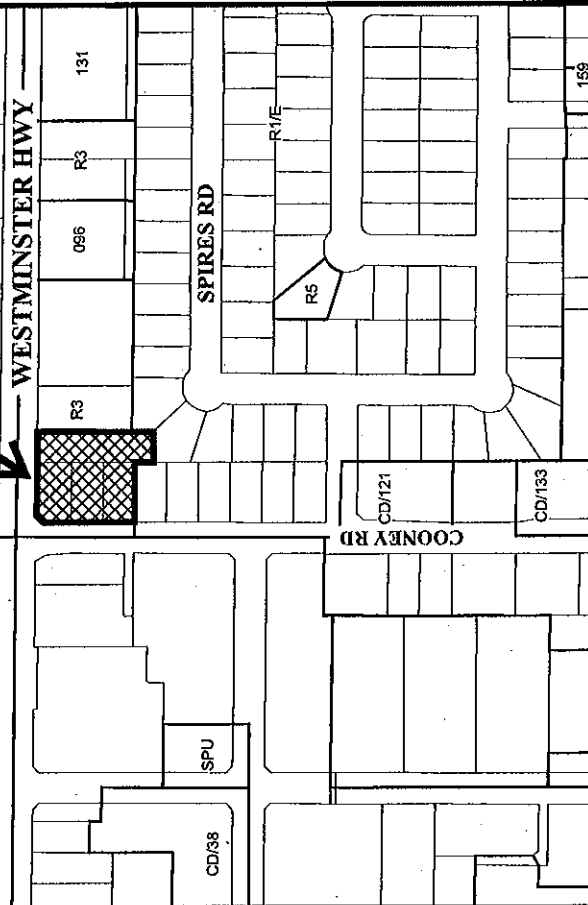 WESTMINSTER HWY
131
R3
096
R3
SPIRES RD
R1/E
R5
159
CD/121
CD/133
COONEY RD
SPU
CD/38